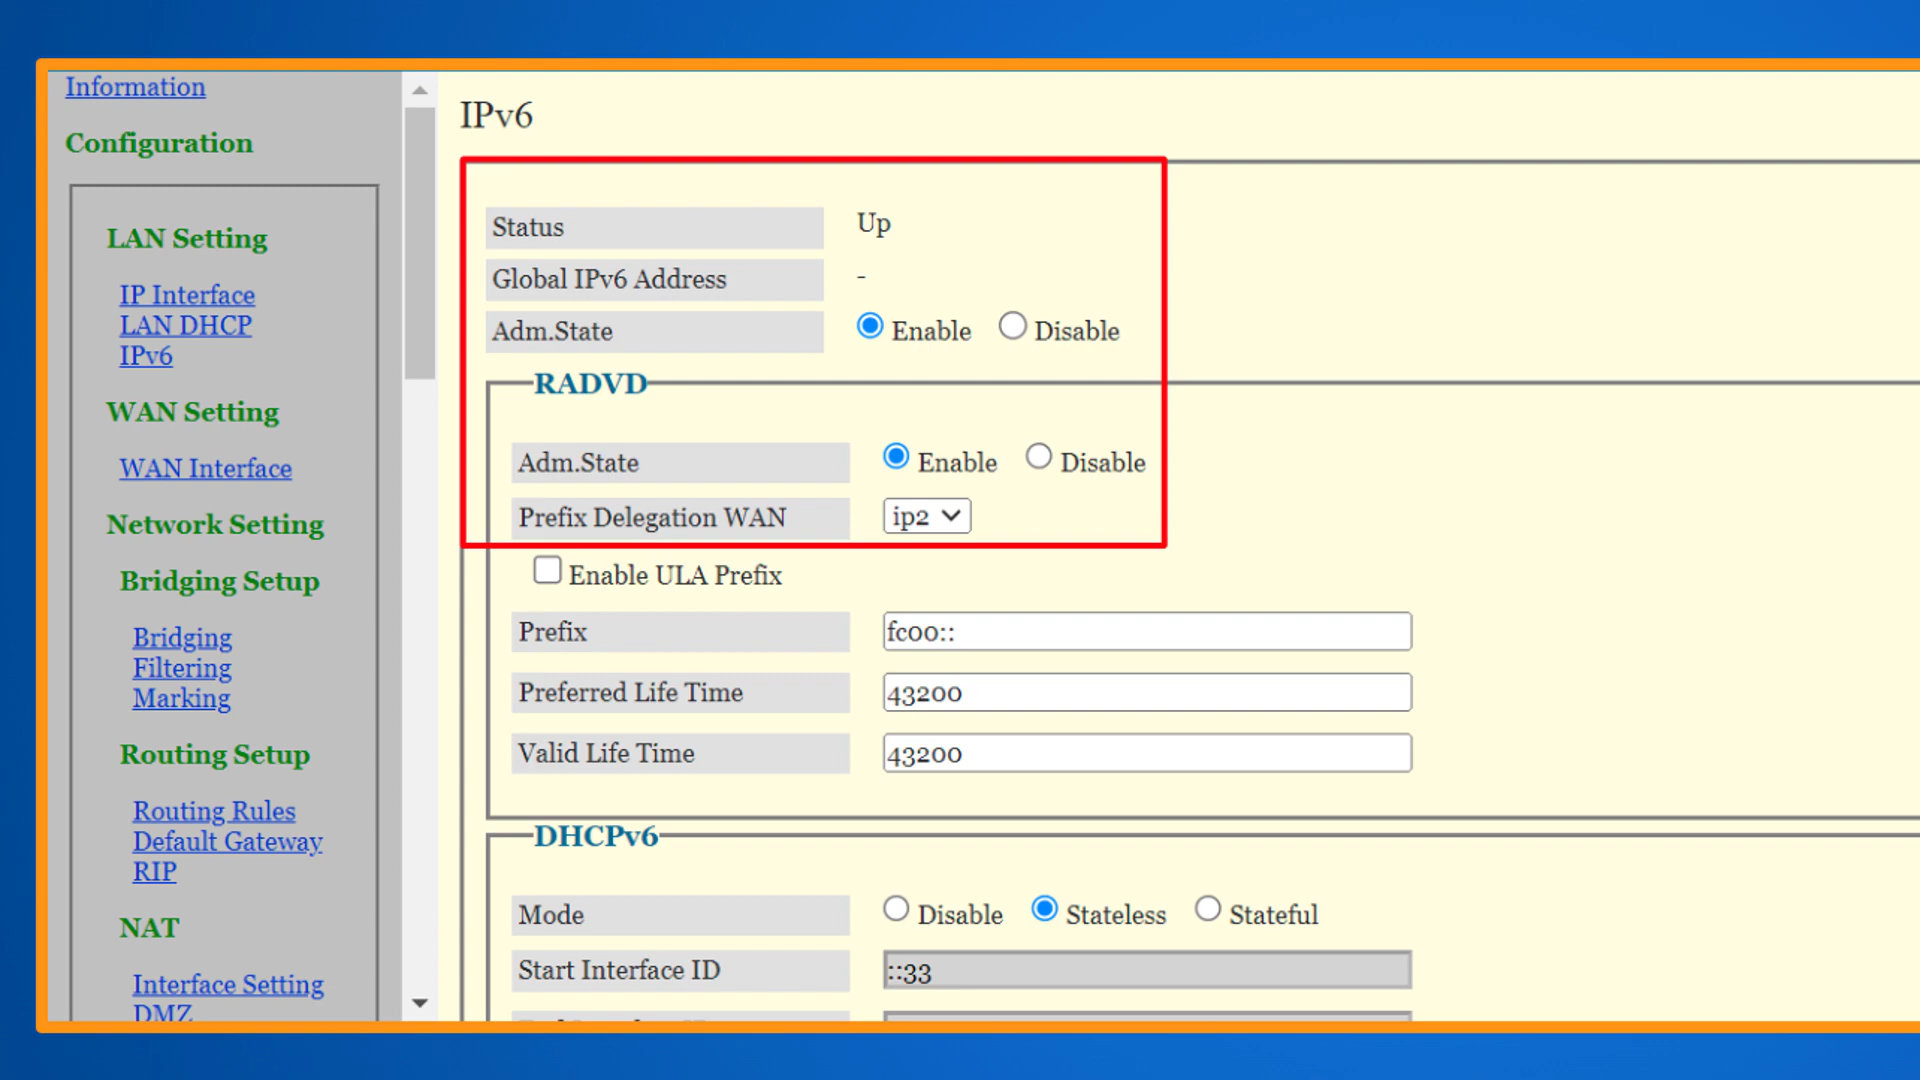 Information
Configuration
LAN Setting
IP Interface
LAN DHCP
IPv6
WAN Setting
WAN Interface
Network Setting
Bridging Setup
Bridging
Filtering
Marking
Routing Setup
Routing Rules
Default Gateway
RIP
NAT
Interface Setting
DMZ
IPv6
Status Up
Global IPv6 Address -
Adm.State Enable Disable
RADVD
Adm.State Enable Disable
Prefix Delegation WAN ip2
Enable ULA Prefix
Prefix fc00::
Preferred Life Time 43200
Valid Life Time 43200
DHCPv6
Mode Disable Stateless Stateful
Start Interface ID ::33